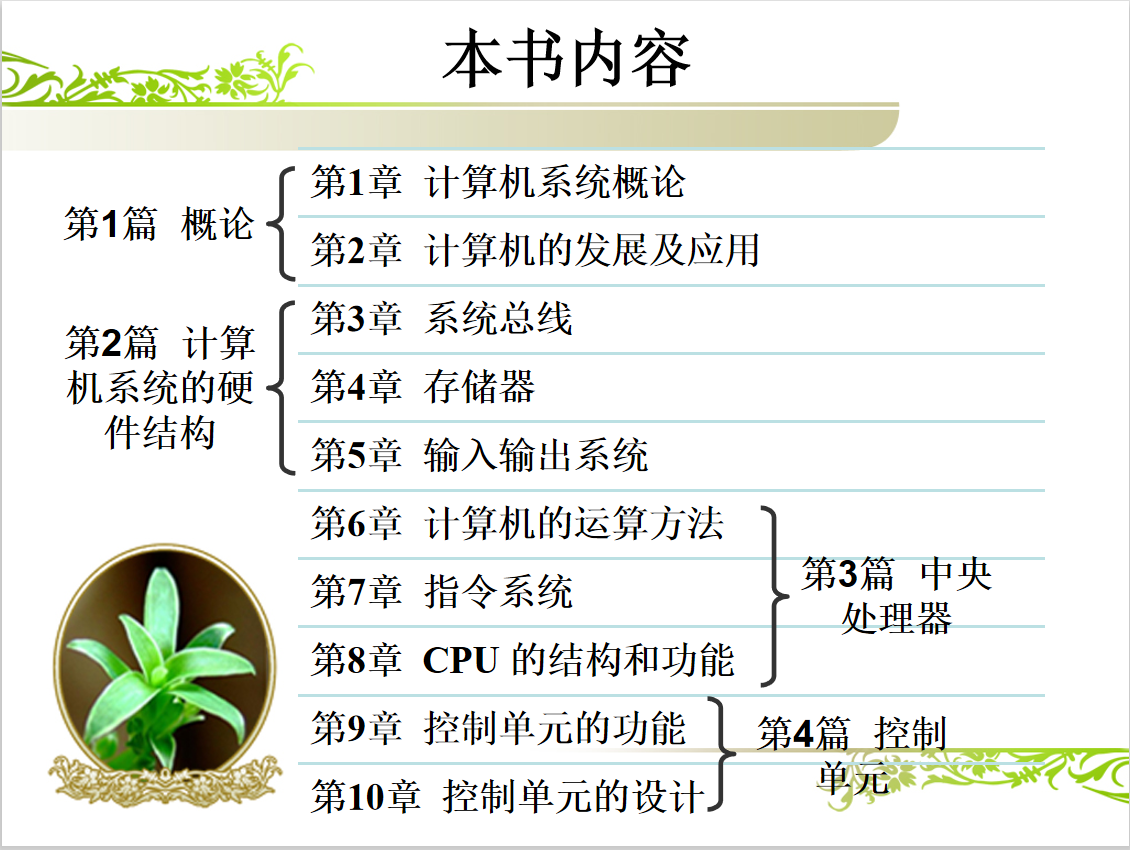 本书内容
第1篇 概论
第1章 计算机系统概论
第2章 计算机的发展及应用
第2篇 计算
机系统的硬
件结构
第3章 系统总线
第4章 存储器
第5章 输入输出系统
第6章 计算机的运算方法
第7章 指令系统
第8章 CPU 的结构和功能
第3篇 中央
处理器
第9章 控制单元的功能
第10章 控制单元的设计
第4篇 控制
单元